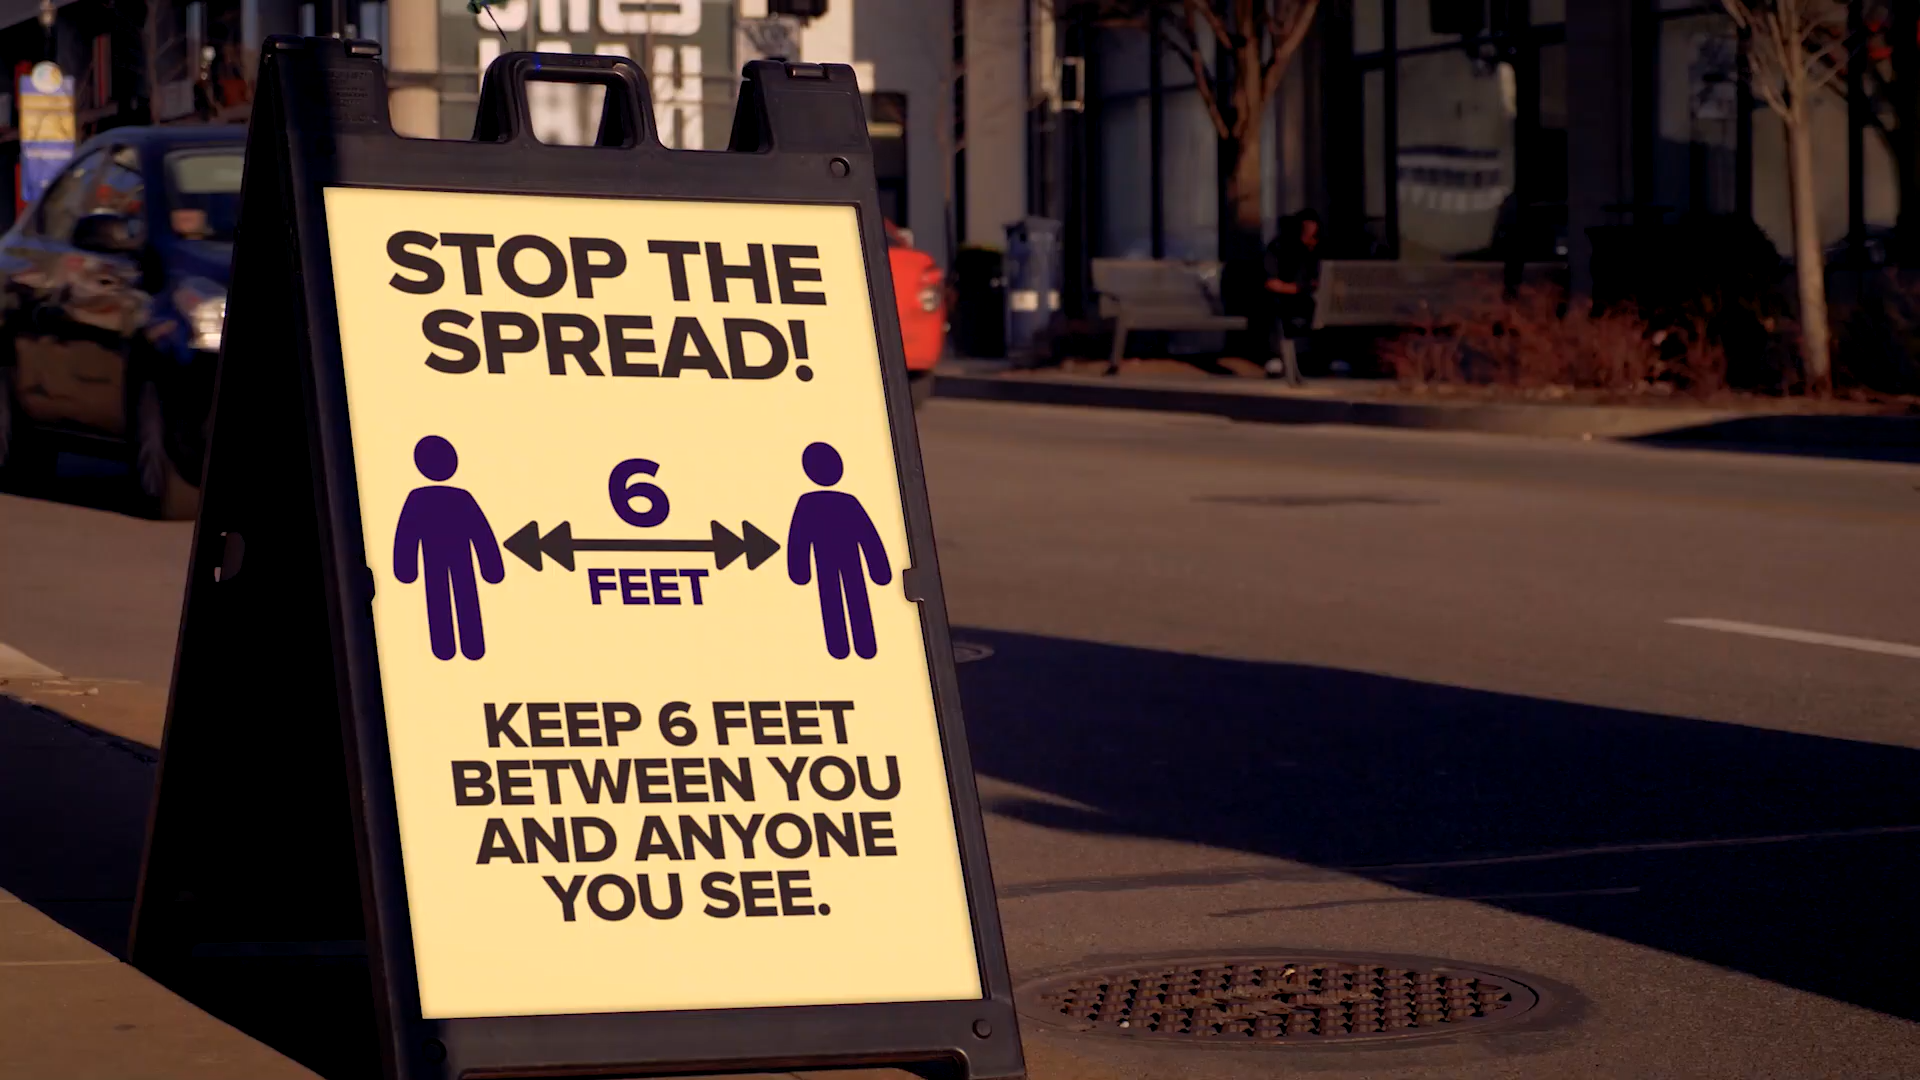 STOP THE
SPREAD!
6
FEET
KEEP 6 FEET
BETWEEN YOU
AND ANYONE
YOU SEE.